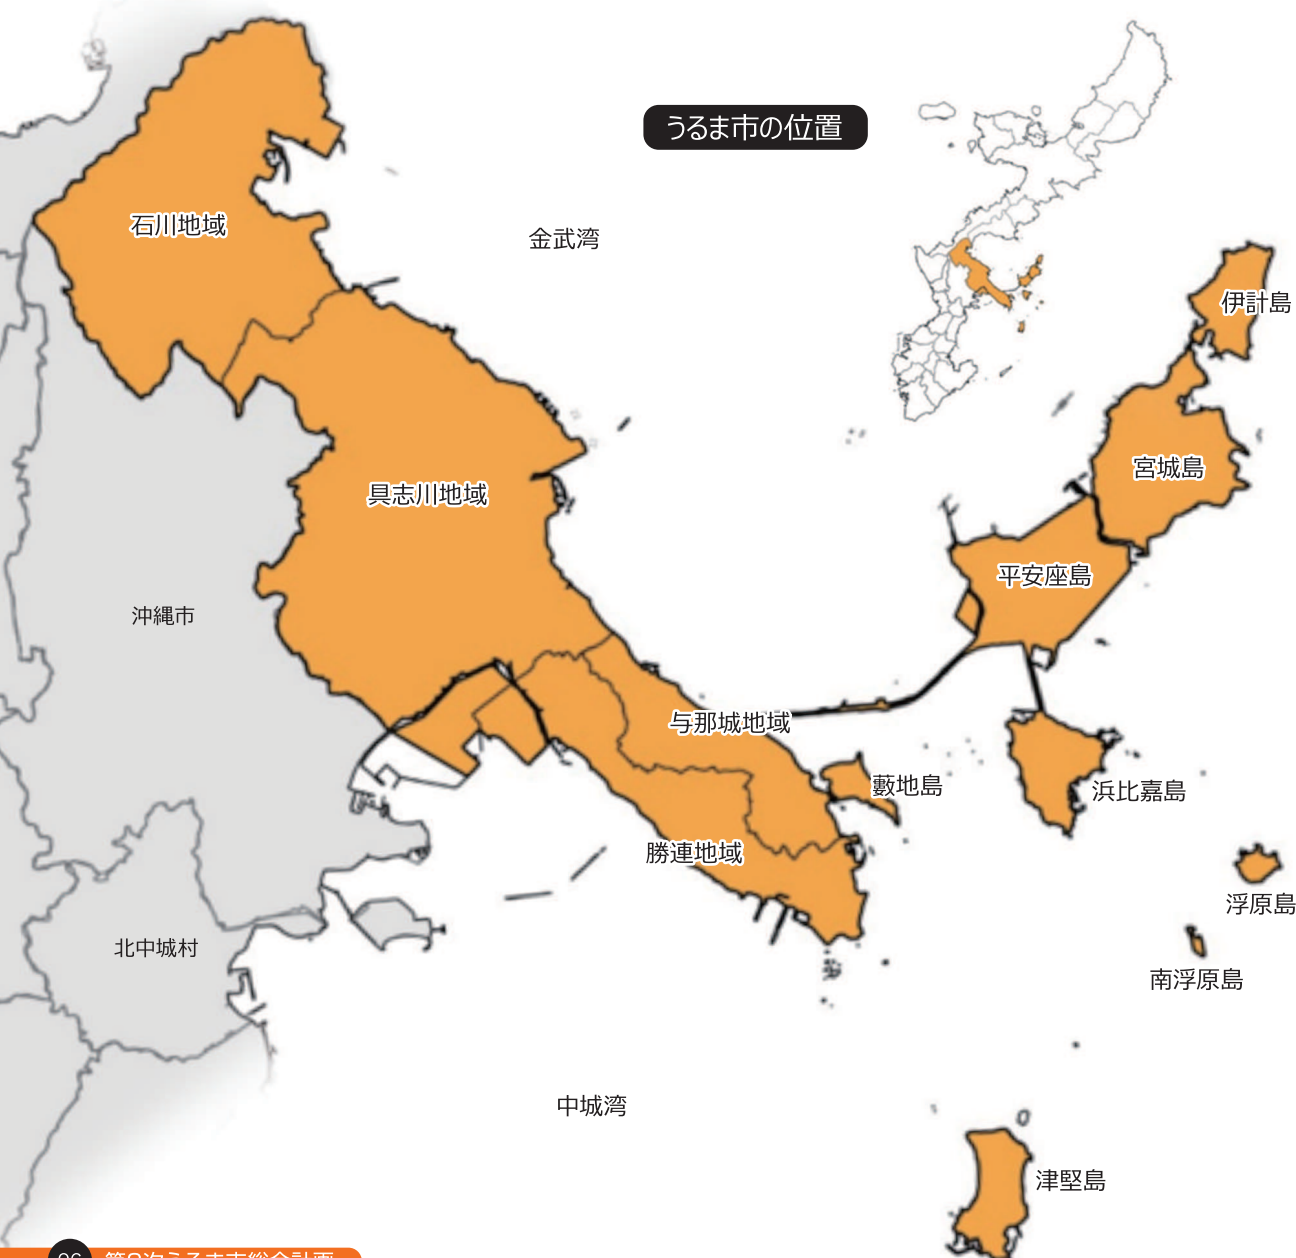 うるま市の位置
石川地域
金武湾
伊計島
宮城島
具志川地域
平安座島
沖縄市
与那城地域
藪地島
浜比嘉島
勝連地域
浮原島
北中城村
南浮原島
中城湾
津堅島